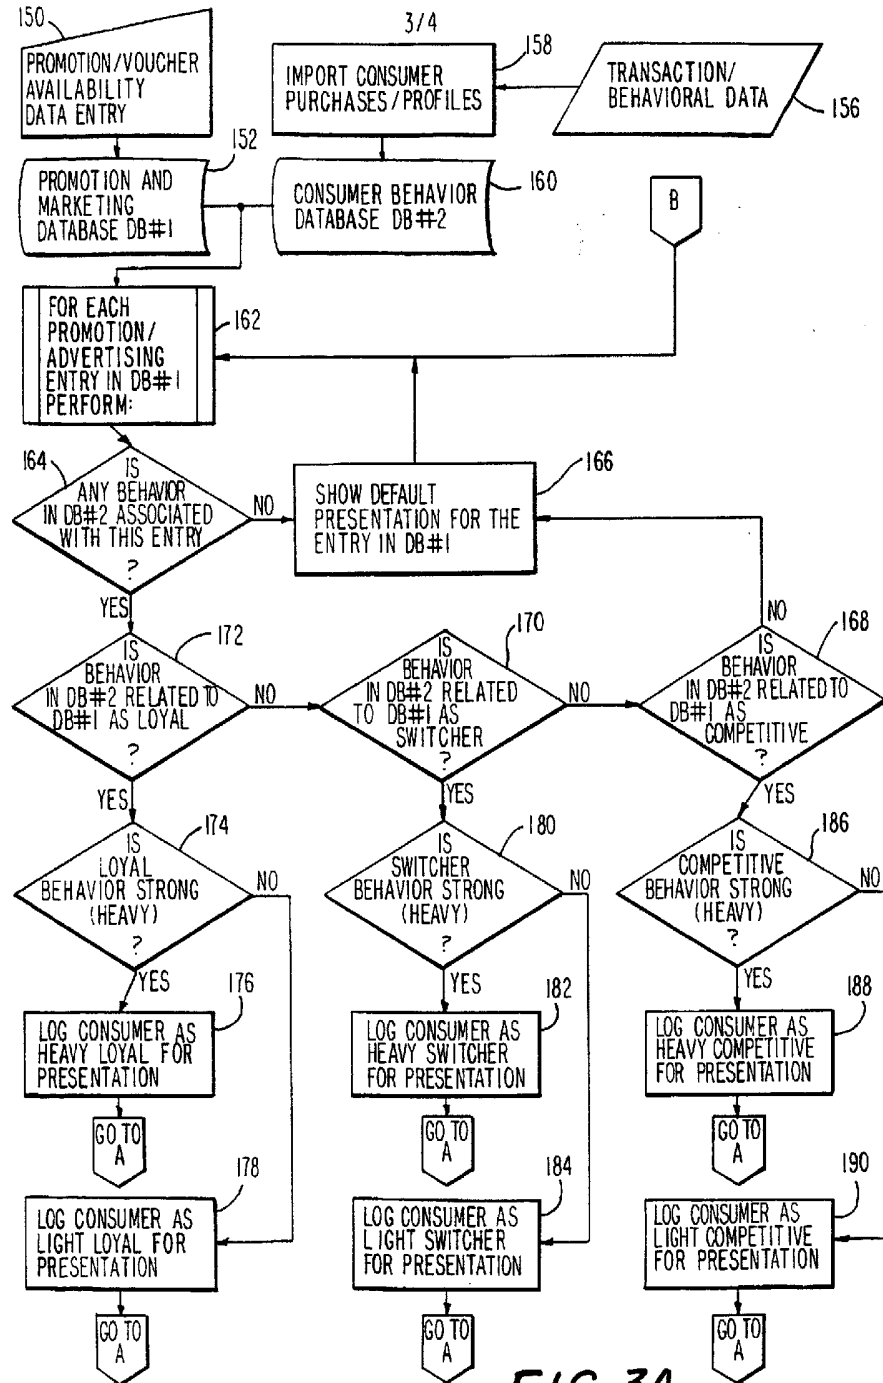 3/4
150
PROMOTION/VOUCHER
AVAILABILITY
DATA ENTRY
158
IMPORT CONSUMER
PURCHASES/PROFILES
TRANSACTION/
BEHAVIORAL DATA
156
152
PROMOTION AND
MARKETING
DATABASE DB#1
160
CONSUMER BEHAVIOR
DATABASE DB#2
B
162
FOR EACH
PROMOTION/
ADVERTISING
ENTRY IN DB#1
PERFORM:
164
IS
ANY BEHAVIOR
IN DB#2 ASSOCIATED
WITH THIS ENTRY
?
NO
YES
166
SHOW DEFAULT
PRESENTATION FOR THE
ENTRY IN DB#1
172
IS
BEHAVIOR
IN DB#2 RELATED TO
DB#1 AS LOYAL
?
NO
YES
170
IS
BEHAVIOR
IN DB#2 RELATED
TO DB#1 AS
SWITCHER
?
NO
YES
168
NO
IS
BEHAVIOR
IN DB#2 RELATED TO
DB#1 AS
COMPETITIVE
?
YES
174
IS
LOYAL
BEHAVIOR STRONG
(HEAVY)
?
NO
YES
180
IS
SWITCHER
BEHAVIOR STRONG
(HEAVY)
?
NO
YES
186
IS
COMPETITIVE
BEHAVIOR STRONG
(HEAVY)
?
NO
YES
176
LOG CONSUMER AS
HEAVY LOYAL FOR
PRESENTATION
182
LOG CONSUMER AS
HEAVY SWITCHER
FOR PRESENTATION
188
LOG CONSUMER AS
HEAVY COMPETITIVE
FOR PRESENTATION
GO TO
A
GO TO
A
GO TO
A
178
LOG CONSUMER AS
LIGHT LOYAL FOR
PRESENTATION
184
LOG CONSUMER AS
LIGHT SWITCHER
FOR PRESENTATION
190
LOG CONSUMER AS
LIGHT COMPETITIVE
FOR PRESENTATION
GO TO
A
GO TO
A
GO TO
A
FIG. 3A